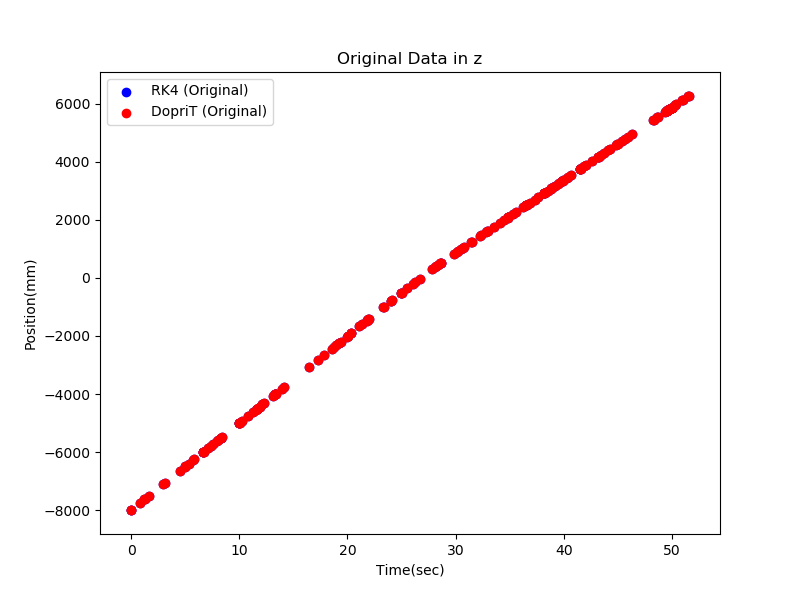 Original Data in z
RK4 (Original)
DopriT (Original)
6000
4000
2000
0
−2000
−4000
−6000
−8000
Position(mm)
0 10 20 30 40 50
Time(sec)